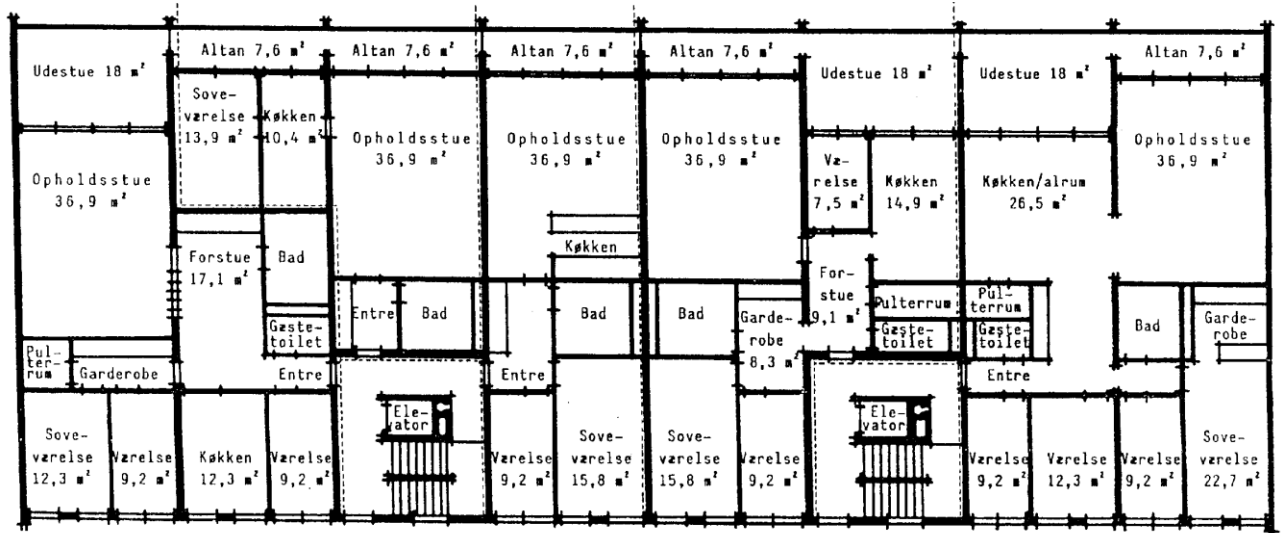 Altan 7,6 m²
Altan 7,6 m²
Altan 7,6 m²
Altan 7,6 m²
Altan 7,6 m²
Udestue 18 m²
Udestue 18 m²
Udestue 18 m²
Sove-
værelse
13,9 m²
Køkken
10,4 m²
Opholdsstue
36,9 m²
Opholdsstue
36,9 m²
Opholdsstue
36,9 m²
Opholdsstue
36,9 m²
Opholdsstue
36,9 m²
Væ-
relse
7,5 m²
Køkken
14,9 m²
Køkken/alrum
26,5 m²
Forstue
17,1 m²
Bad
Køkken
For-
stue
9,1 m²
Gæste-
toilet
Entre
Bad
Bad
Bad
Garde-
robe
8,3 m²
Pulterrum
Gæste-
toilet
Pul-
terrum
Gæste-
toilet
Bad
Garde-
robe
Pul-
ter-
rum
Garderobe
Entre
Entre
Entre
Ele-
vator
Ele-
vator
Sove-
værelse
12,3 m²
Værelse
9,2 m²
Køkken
12,3 m²
Værelse
9,2 m²
Værelse
9,2 m²
Sove-
værelse
15,8 m²
Sove-
værelse
15,8 m²
Værelse
9,2 m²
Værelse
9,2 m²
Værelse
12,3 m²
Værelse
9,2 m²
Sove-
værelse
22,7 m²